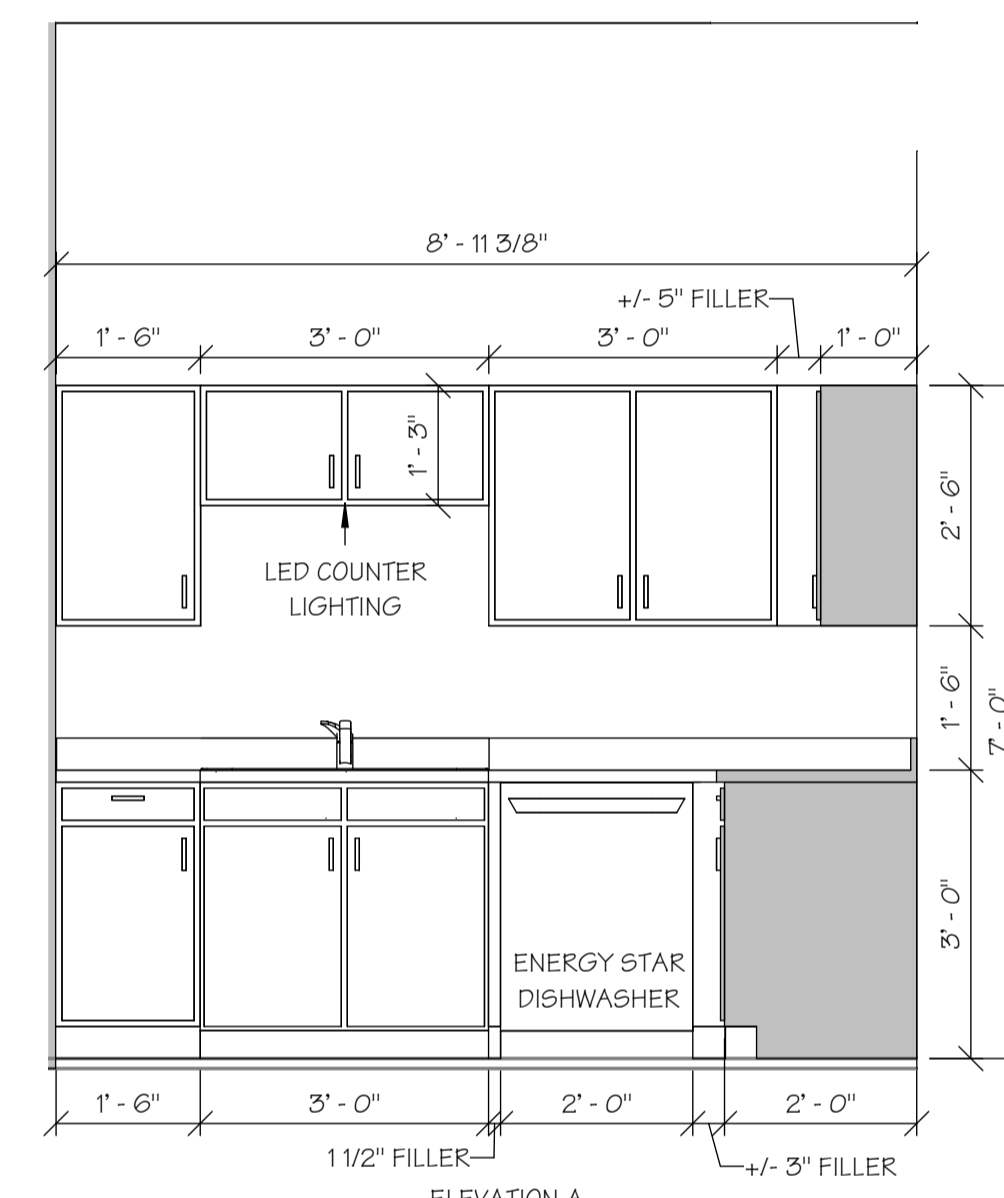 8' - 11 3/8"
+/- 5" FILLER
1' - 6"
3' - 0"
3' - 0"
1' - 0"
1' - 3"
2' - 6"
LED COUNTER
LIGHTING
1' - 6"
7' - 0"
3' - 0"
ENERGY STAR
DISHWASHER
1' - 6"
3' - 0"
2' - 0"
2' - 0"
1 1/2" FILLER
+/- 3" FILLER
ELEVATION A